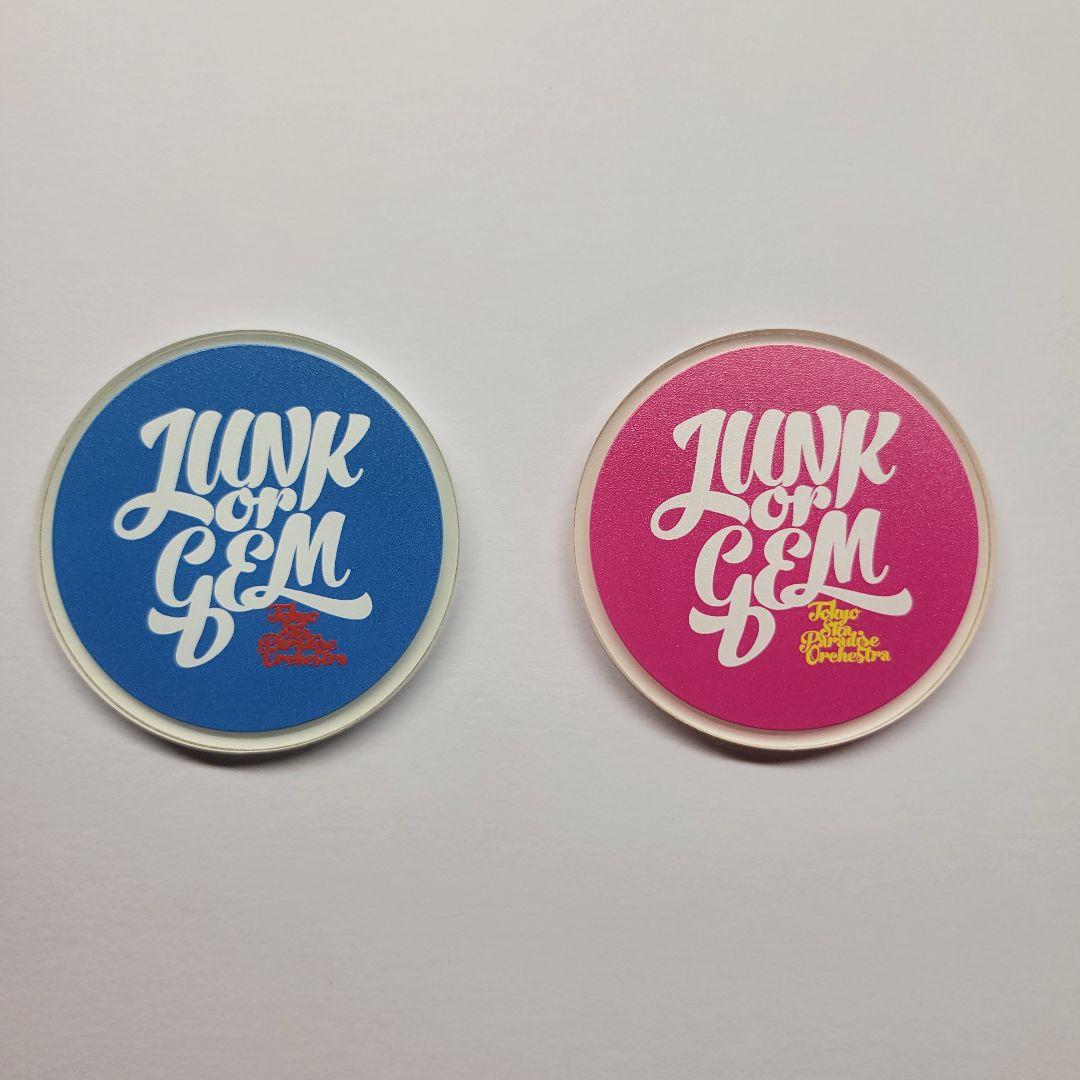 JUNK
or
GEM
Tokyo
Ska
Paradise
Orchestra
JUNK
or
GEM
Tokyo
Ska
Paradise
Orchestra